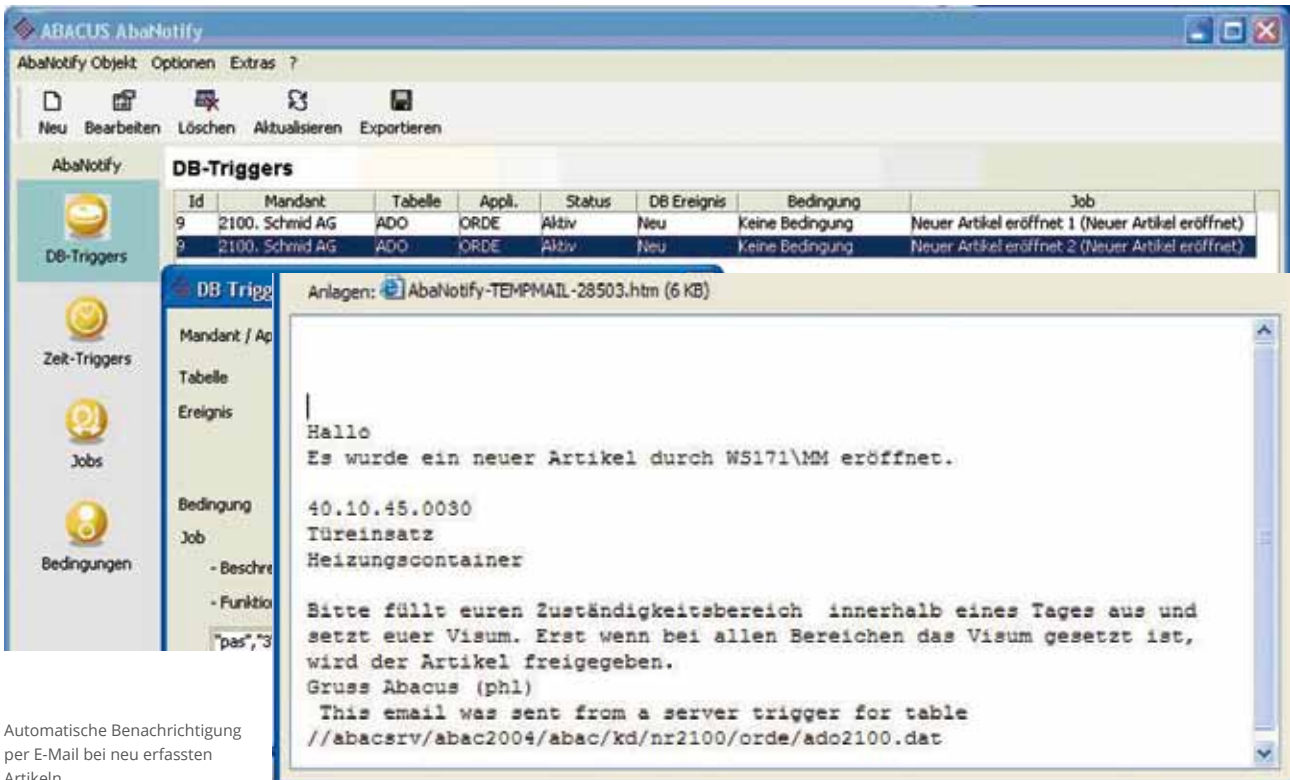 ABACUS AbaNotify
AbaNotify Objekt Optionen Extras ?
Neu Bearbeiten Löschen Aktualisieren Exportieren
AbaNotify
DB-Triggers
Id Mandant Tabelle Appli. Status DB Ereignis Bedingung Job
9 2100. Schmid AG ADO ORDE Aktiv Neu Keine Bedingung Neuer Artikel eröffnet 1 (Neuer Artikel eröffnet)
9 2100. Schmid AG ADO ORDE Aktiv Neu Keine Bedingung Neuer Artikel eröffnet 2 (Neuer Artikel eröffnet)
DB-Triggers
Zeit-Triggers
Jobs
Bedingungen
DB Trigg
Mandant / Ap
Tabelle
Ereignis
Bedingung
Job
- Beschre
- Funktio
"pas","3
Anlagen: AbaNotify-TEMPMAIL-28503.htm (6 KB)
Hallo
Es wurde ein neuer Artikel durch WS171\MM eröffnet.
40.10.45.0030
Türeinsatz
Heizungscontainer
Bitte füllt euren Zuständigkeitsbereich innerhalb eines Tages aus und
setzt euer Visum. Erst wenn bei allen Bereichen das Visum gesetzt ist,
wird der Artikel freigegeben.
Gruss Abacus (phl)
This email was sent from a server trigger for table
//abacsrv/abac2004/abac/kd/nr2100/orde/ado2100.dat
Automatische Benachrichtigung
per E-Mail bei neu erfassten
Artikeln